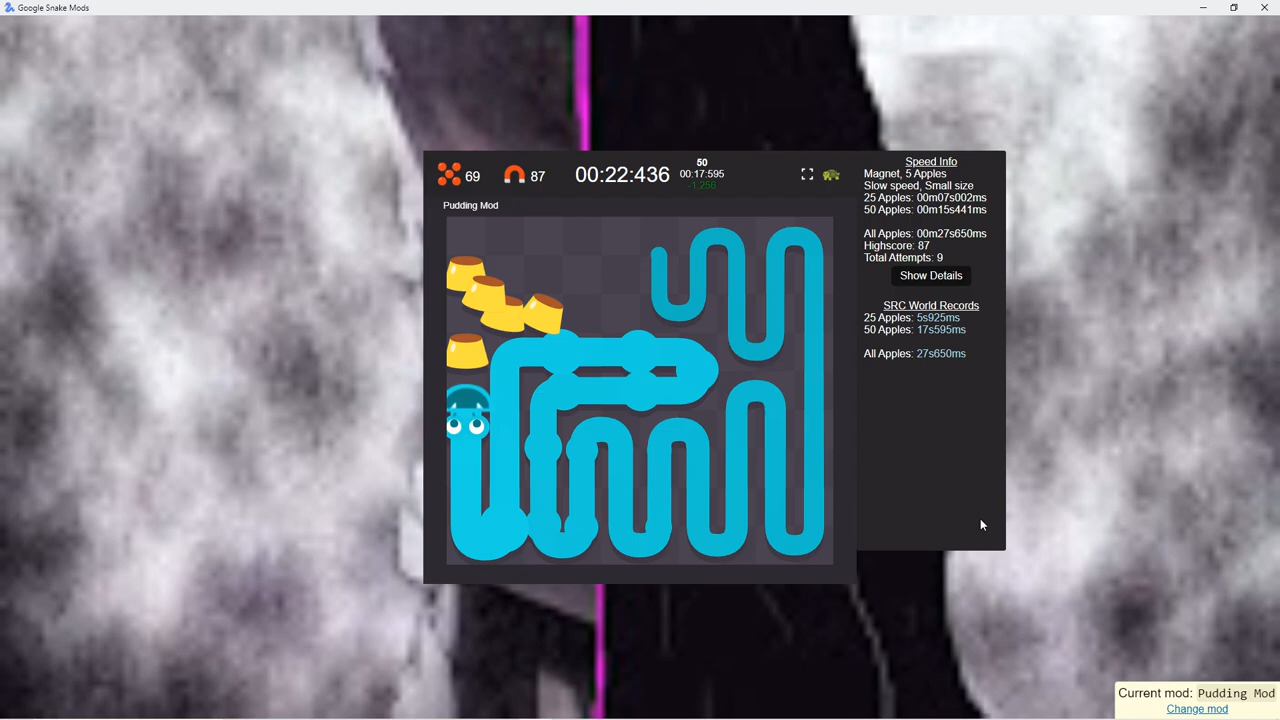 Google Snake Mods
69
87
00:22:436
50
00:17:595
-1.256
Pudding Mod
Speed Info
Magnet, 5 Apples
Slow speed, Small size
25 Apples: 00m07s002ms
50 Apples: 00m15s441ms
All Apples: 00m27s650ms
Highscore: 87
Total Attempts: 9
Show Details
SRC World Records
25 Apples: 5s925ms
50 Apples: 17s595ms
All Apples: 27s650ms
Current mod: Pudding Mod
Change mod